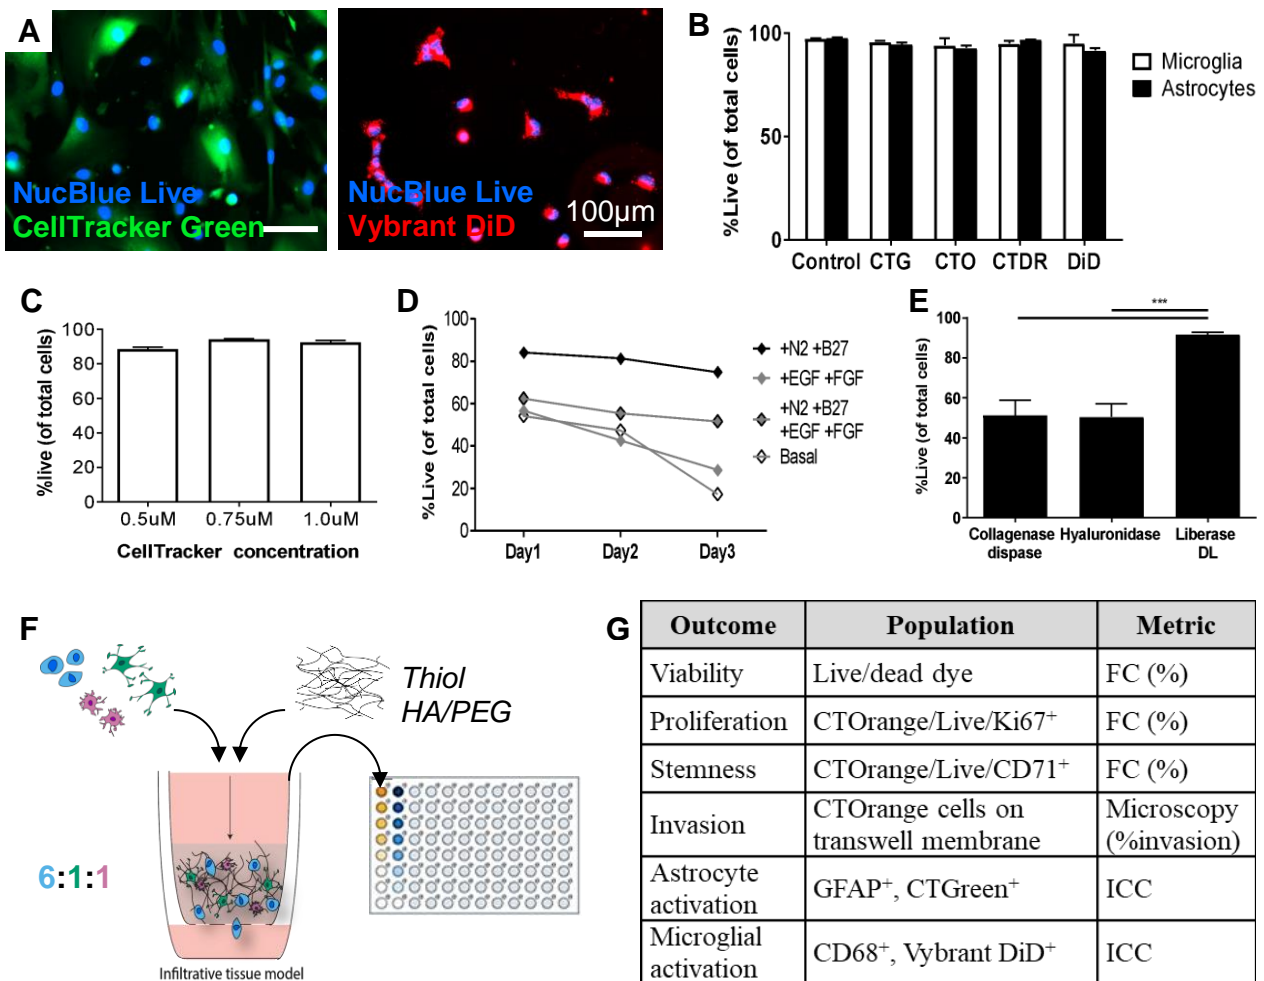 A
NucBlue Live
CellTracker Green
NucBlue Live
Vybrant DiD
100µm
B
%Live (of total cells)
100
50
0
Control CTG CTO CTDR DiD
Microglia
Astrocytes
C
%live (of total cells)
100
80
60
40
20
0
0.5uM 0.75uM 1.0uM
CellTracker concentration
D
%Live (of total cells)
100
80
60
40
20
0
Day1 Day2 Day3
+N2 +B27
+EGF +FGF
+N2 +B27
+EGF +FGF
Basal
E
***
%Live (of total cells)
100
80
60
40
20
0
Collagenase Hyaluronidase Liberase
dispase DL
F
Thiol
HA/PEG
6:1:1
Infiltrative tissue model
G
Outcome Population Metric
Viability Live/dead dye FC (%)
Proliferation CTOrange/Live/Ki67⁺ FC (%)
Stemness CTOrange/Live/CD71⁺ FC (%)
Invasion CTOrange cells on transwell membrane Microscopy (%invasion)
Astrocyte activation GFAP⁺, CTGreen⁺ ICC
Microglial activation CD68⁺, Vybrant DiD⁺ ICC